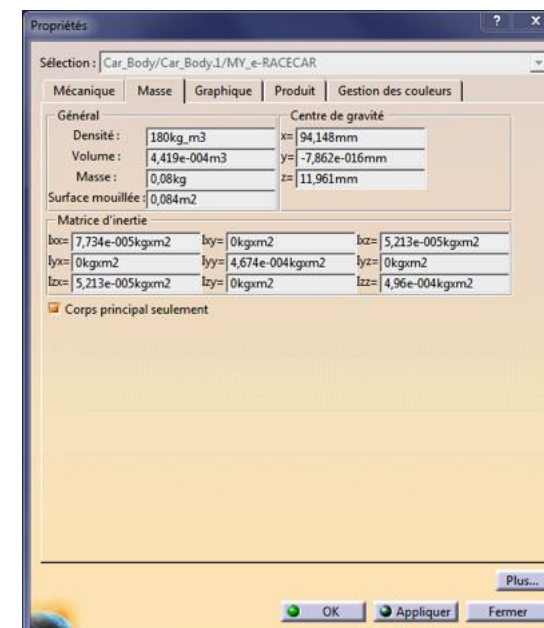 Propriétés
Sélection : Car_Body/Car_Body.1/MY_e-RACECAR
Mécanique Masse Graphique Produit Gestion des couleurs
Général
Densité : 180kg_m3
Volume : 4,419e-004m3
Masse : 0,08kg
Surface mouillée : 0,084m2
Centre de gravité
x= 94,148mm
y= -7,862e-016mm
z= 11,961mm
Matrice d'inertie
Ixx= 7,734e-005kgxm2 Ixy= 0kgxm2 Ixz= 5,213e-005kgxm2
Iyx= 0kgxm2 Iyy= 4,674e-004kgxm2 Iyz= 0kgxm2
Izx= 5,213e-005kgxm2 Izy= 0kgxm2 Izz= 4,96e-004kgxm2
Corps principal seulement
Plus...
OK Appliquer Fermer